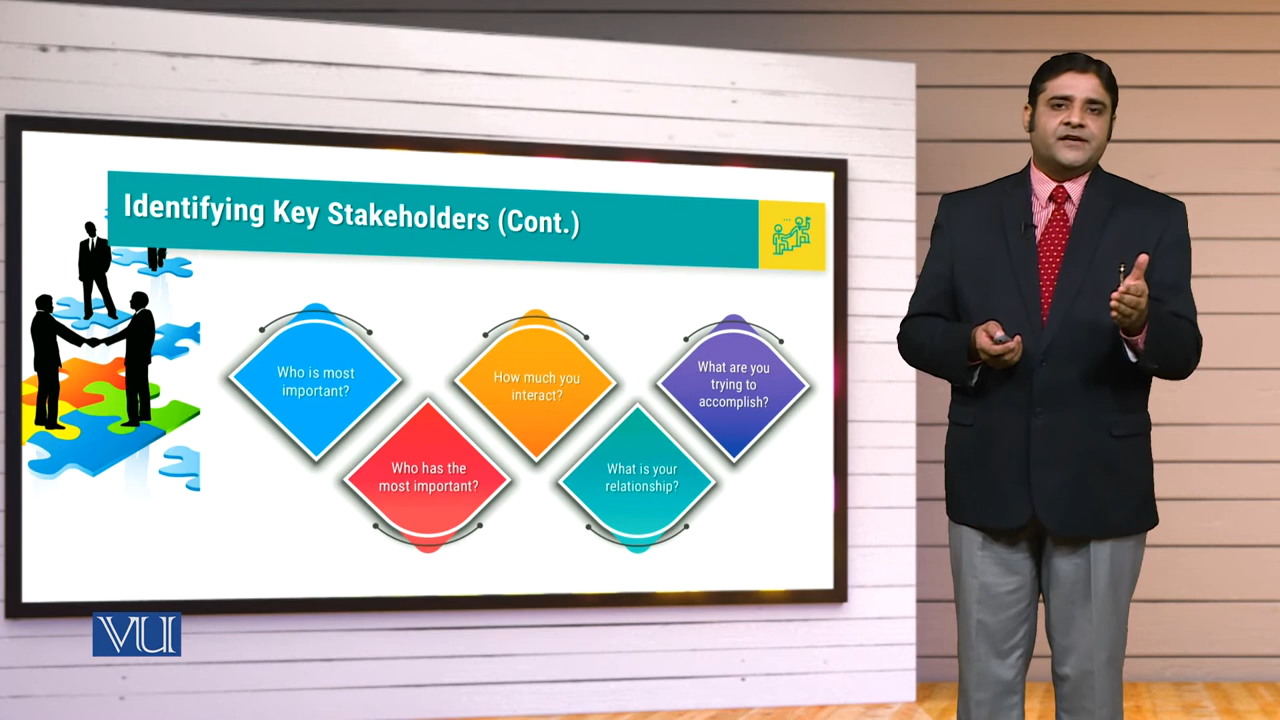 Identifying Key Stakeholders (Cont.)
Who is most
important?
Who has the
most important?
How much you
interact?
What is your
relationship?
What are you
trying to
accomplish?
VU